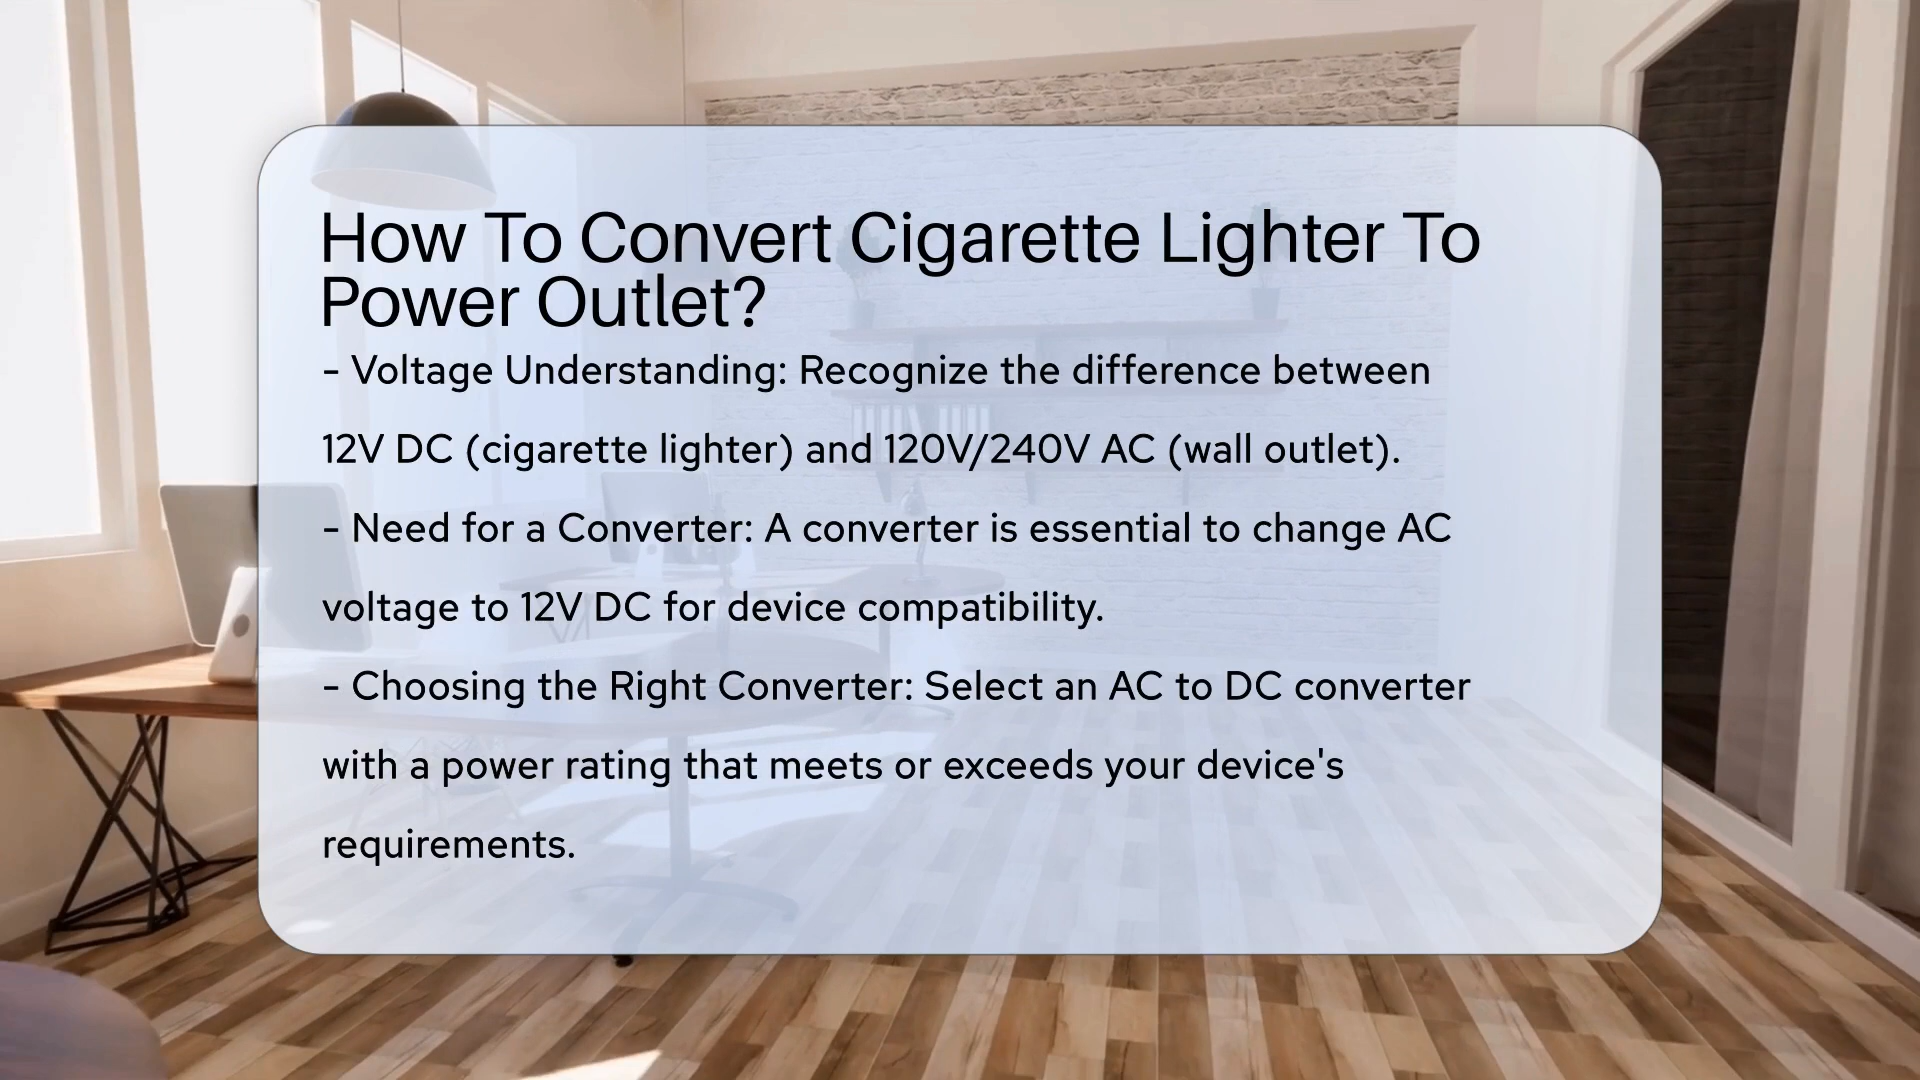 How To Convert Cigarette Lighter To
Power Outlet?
- Voltage Understanding: Recognize the difference between
12V DC (cigarette lighter) and 120V/240V AC (wall outlet).
- Need for a Converter: A converter is essential to change AC
voltage to 12V DC for device compatibility.
- Choosing the Right Converter: Select an AC to DC converter
with a power rating that meets or exceeds your device's
requirements.